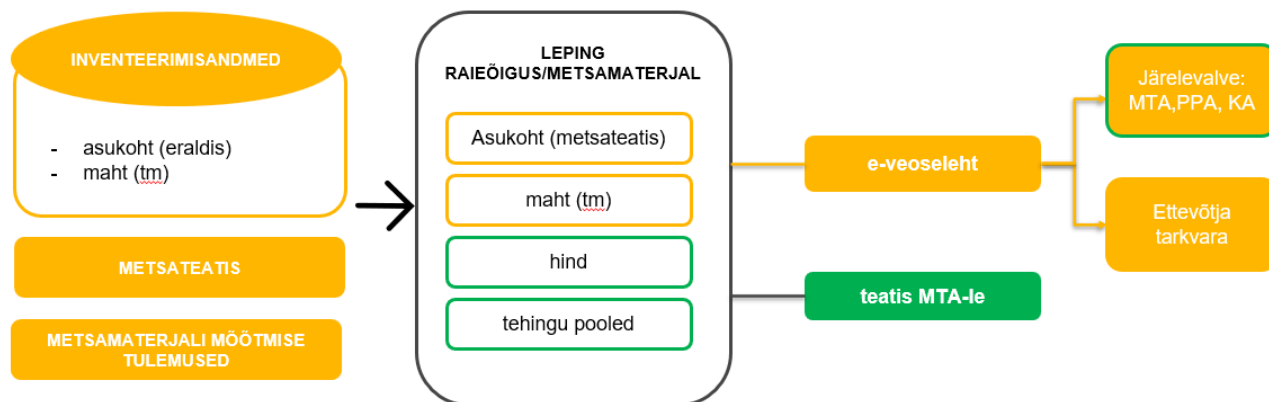 INVENTEERIMISANDMED
- asukoht (eraldis)
- maht (tm)
METSATEATIS
METSAMATERJALI MÕÕTMISE
TULEMUSED
LEPING
RAIEÕIGUS/METSAMATERJAL
Asukoht (metsateatis)
maht (tm)
hind
tehingu pooled
e-veoseleht
teatis MTA-le
Järelevalve:
MTA,PPA, KA
Ettevõtja
tarkvara